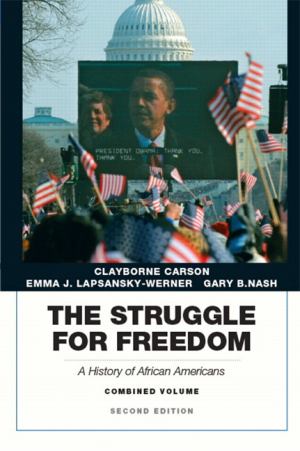 PRESIDENT OBAMA: THANK YOU.
THANK YOU.
CLAYBORNE CARSON
EMMA J. LAPSANSKY-WERNER GARY B. NASH
THE STRUGGLE
FOR FREEDOM
A History of African Americans
COMBINED VOLUME
SECOND EDITION